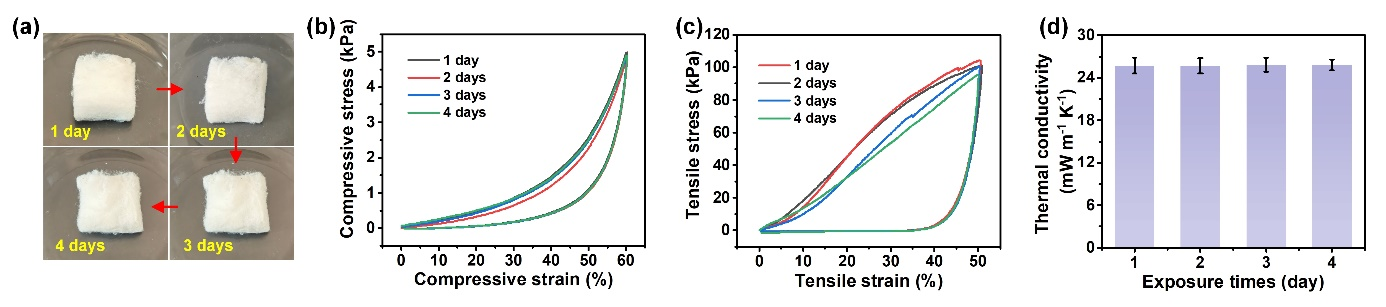 (a)
1 day
2 days
4 days
3 days
(b)
Compressive stress (kPa)
5
4
3
2
1
0
1 day
2 days
3 days
4 days
0 10 20 30 40 50 60
Compressive strain (%)
(c)
Tensile stress (kPa)
120
100
80
60
40
20
0
1 day
2 days
3 days
4 days
0 10 20 30 40 50
Tensile strain (%)
(d)
Thermal conductivity
(mW m⁻¹ K⁻¹)
30
24
18
12
6
0
1 2 3 4
Exposure times (day)